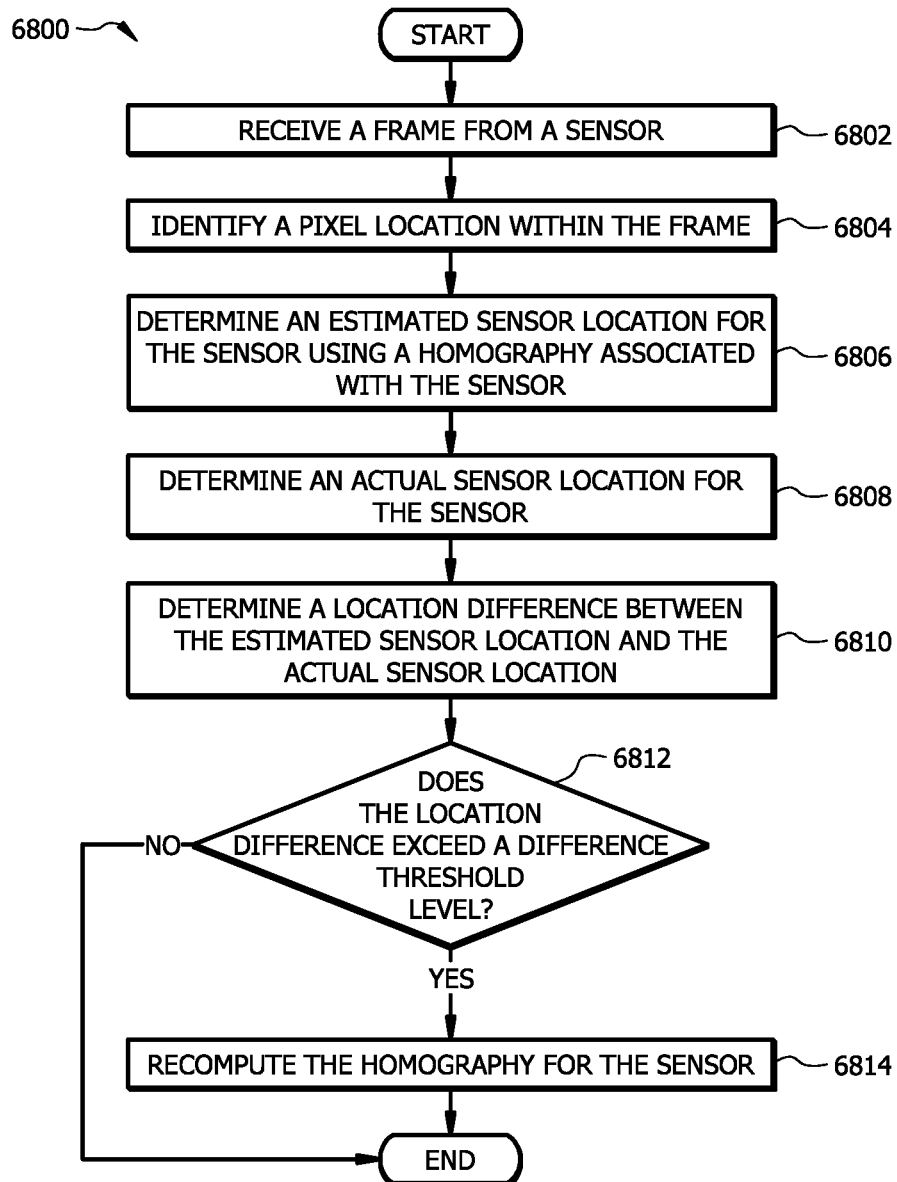 6800
START
RECEIVE A FRAME FROM A SENSOR
6802
IDENTIFY A PIXEL LOCATION WITHIN THE FRAME
6804
DETERMINE AN ESTIMATED SENSOR LOCATION FOR
THE SENSOR USING A HOMOGRAPHY ASSOCIATED
WITH THE SENSOR
6806
DETERMINE AN ACTUAL SENSOR LOCATION FOR
THE SENSOR
6808
DETERMINE A LOCATION DIFFERENCE BETWEEN
THE ESTIMATED SENSOR LOCATION AND THE
ACTUAL SENSOR LOCATION
6810
6812
DOES
THE LOCATION
DIFFERENCE EXCEED A DIFFERENCE
THRESHOLD
LEVEL?
NO
YES
RECOMPUTE THE HOMOGRAPHY FOR THE SENSOR
6814
END